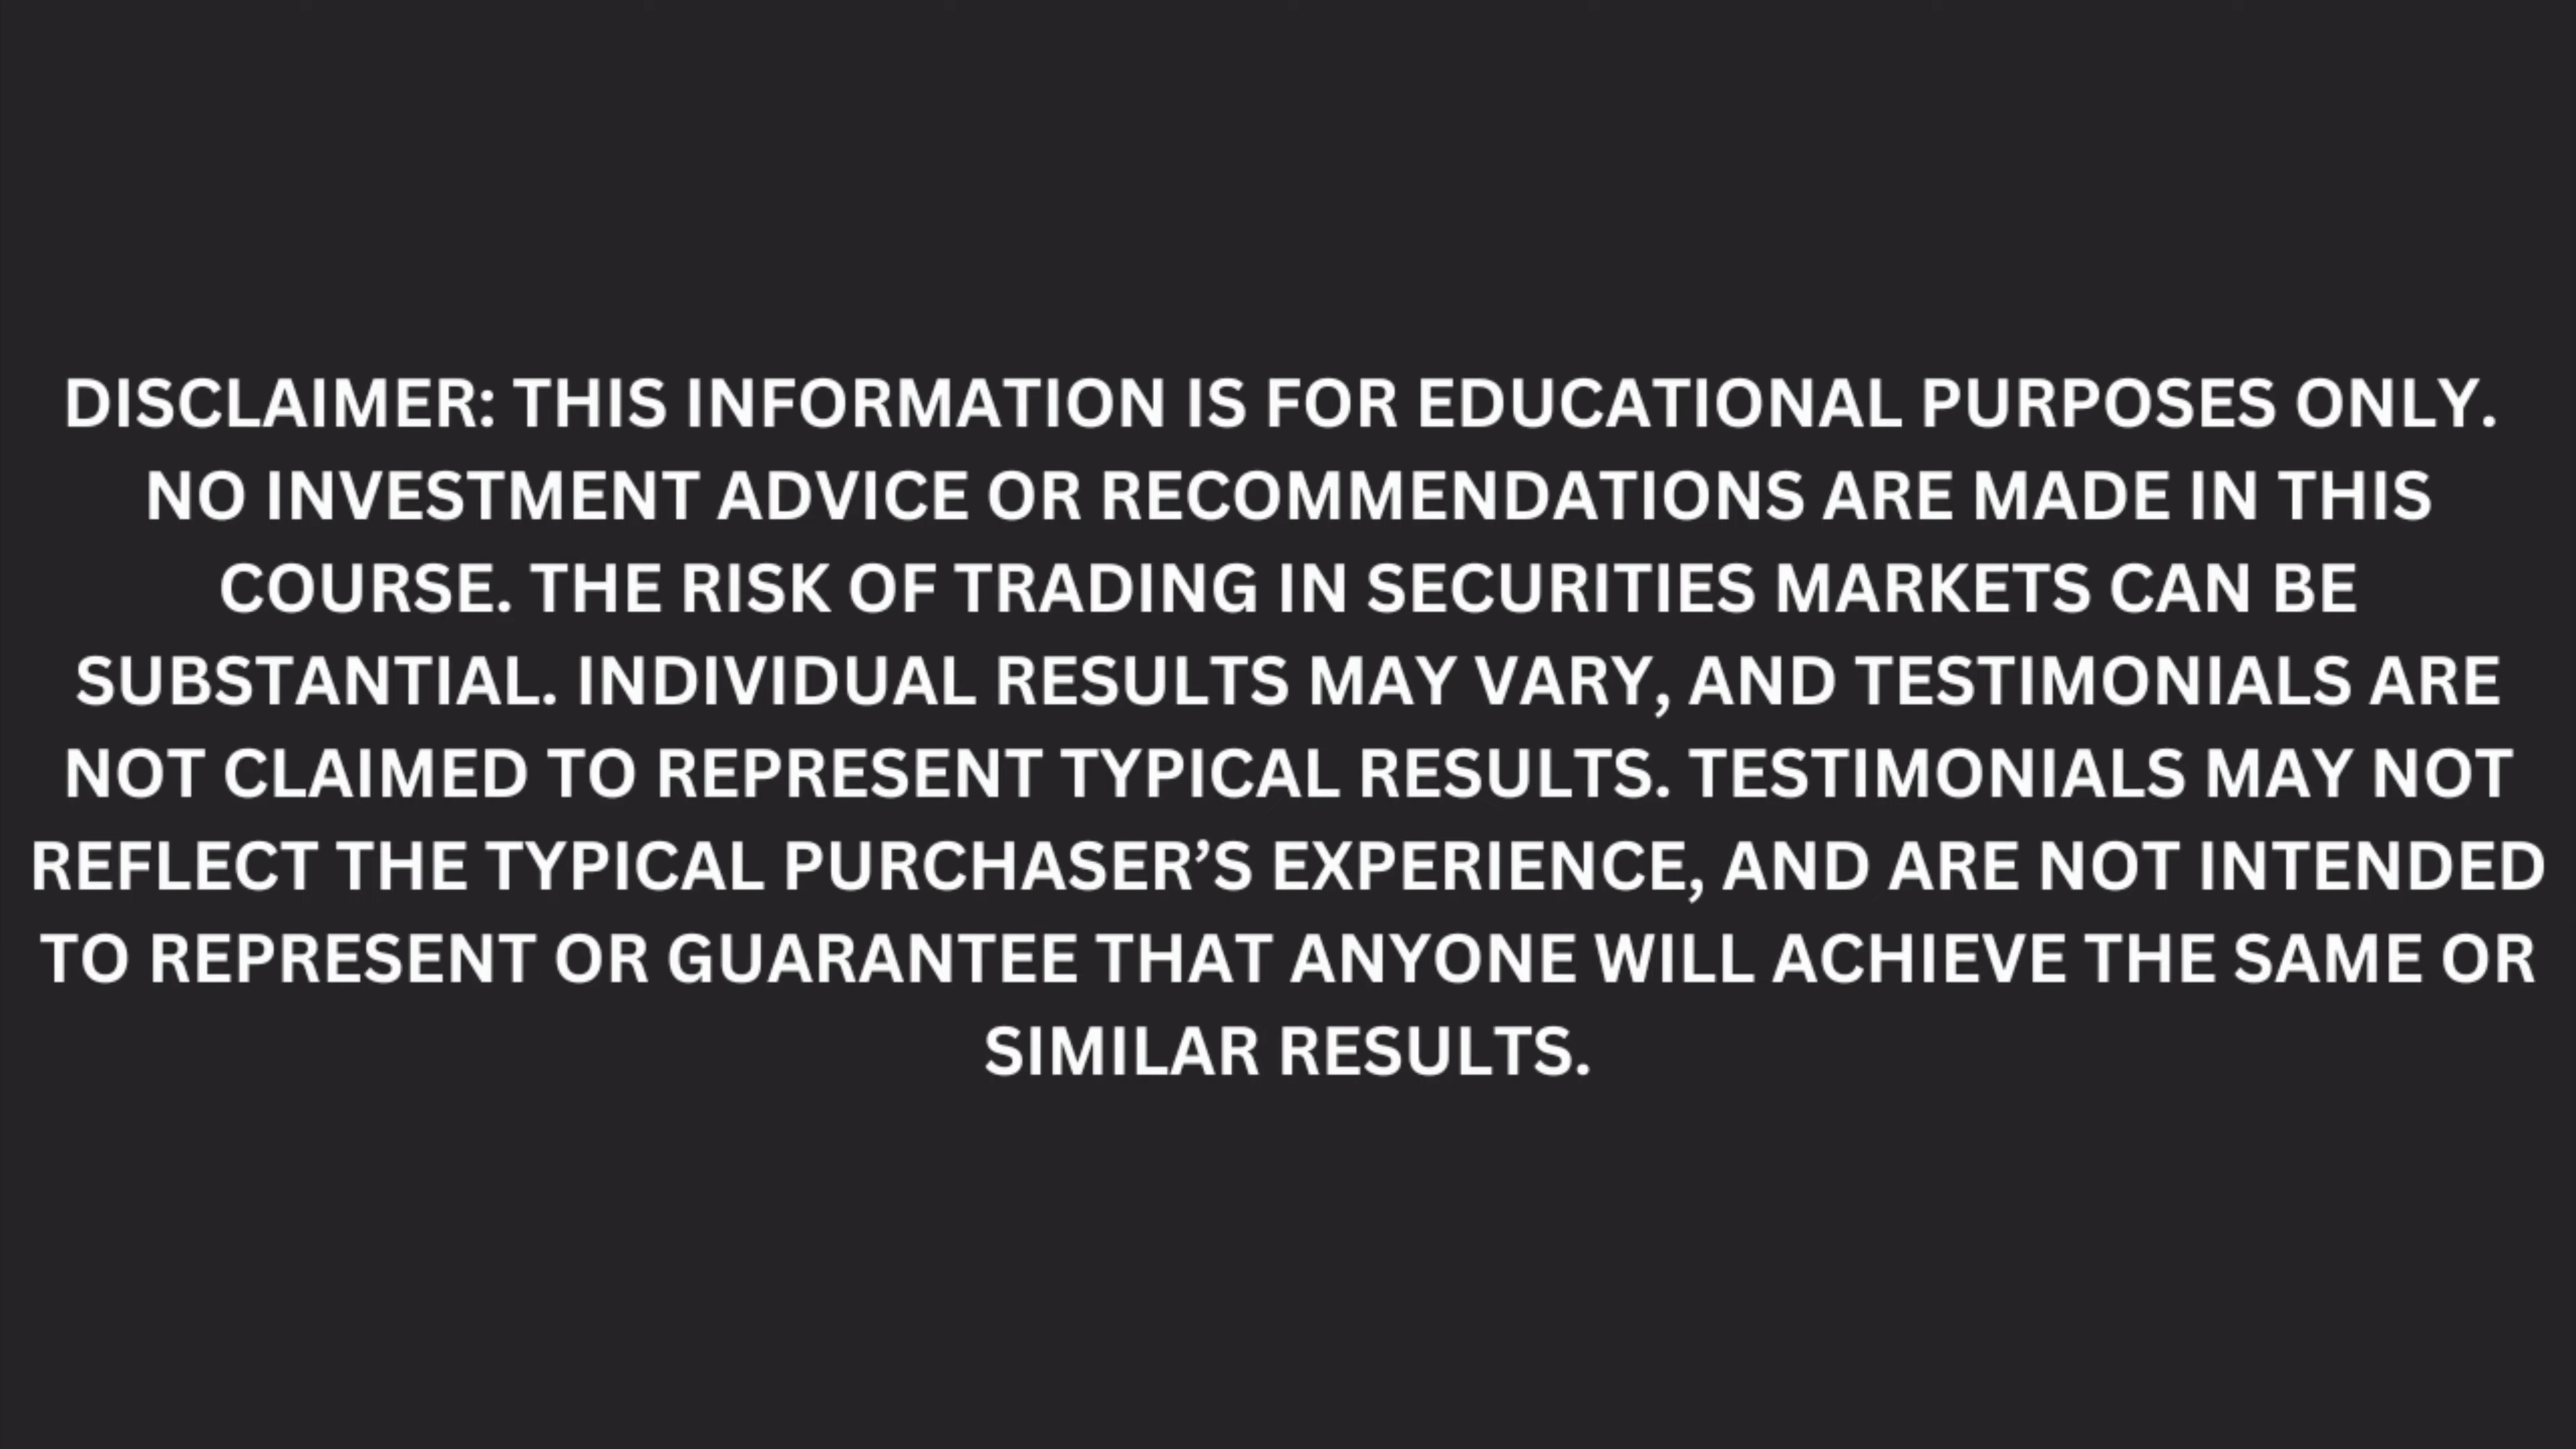 DISCLAIMER: THIS INFORMATION IS FOR EDUCATIONAL PURPOSES ONLY.
NO INVESTMENT ADVICE OR RECOMMENDATIONS ARE MADE IN THIS
COURSE. THE RISK OF TRADING IN SECURITIES MARKETS CAN BE
SUBSTANTIAL. INDIVIDUAL RESULTS MAY VARY, AND TESTIMONIALS ARE
NOT CLAIMED TO REPRESENT TYPICAL RESULTS. TESTIMONIALS MAY NOT
REFLECT THE TYPICAL PURCHASER’S EXPERIENCE, AND ARE NOT INTENDED
TO REPRESENT OR GUARANTEE THAT ANYONE WILL ACHIEVE THE SAME OR
SIMILAR RESULTS.